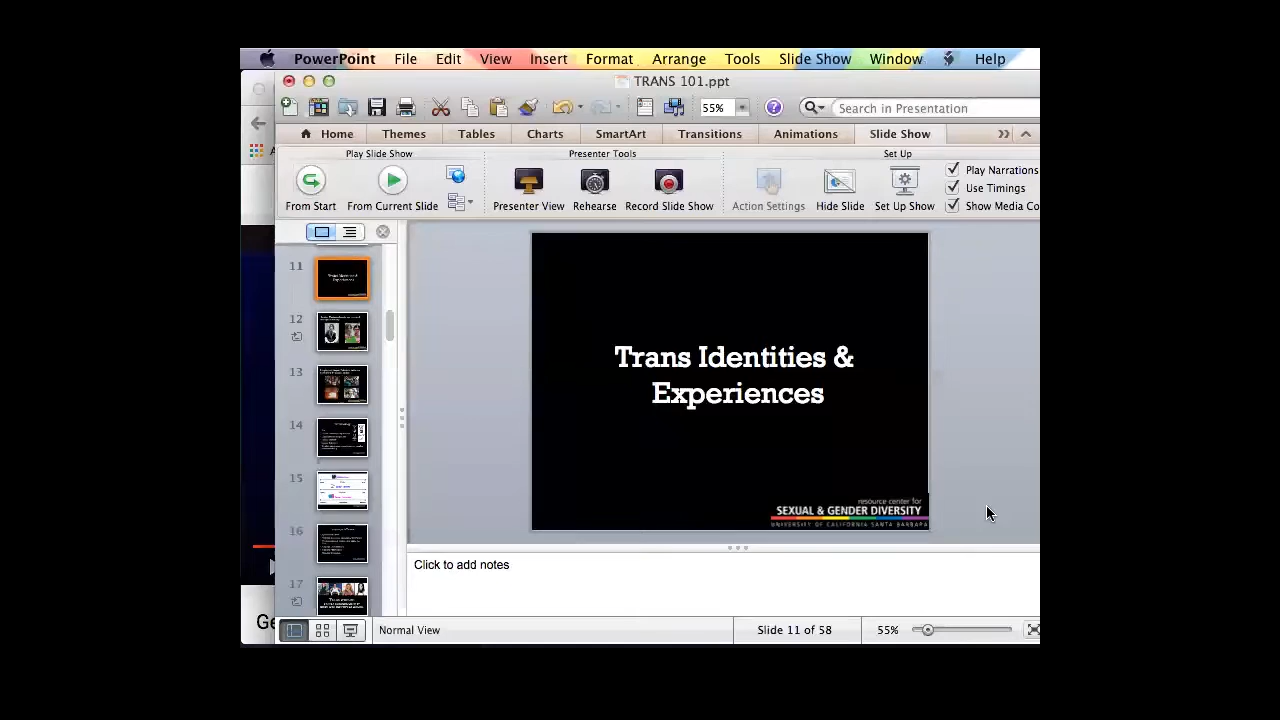 PowerPoint File Edit View Insert Format Arrange Tools Slide Show Window Help
TRANS 101.ppt
55% Search in Presentation
Home Themes Tables Charts SmartArt Transitions Animations Slide Show
Play Slide Show Presenter Tools Set Up
Play Narrations
Use Timings
Show Media Co
From Start From Current Slide Presenter View Rehearse Record Slide Show Action Settings Hide Slide Set Up Show
11
12
13
14
15
16
17
Trans Identities &
Experiences
resource center for
SEXUAL & GENDER DIVERSITY
UNIVERSITY OF CALIFORNIA SANTA BARBARA
Click to add notes
Ge
Normal View Slide 11 of 58 55%